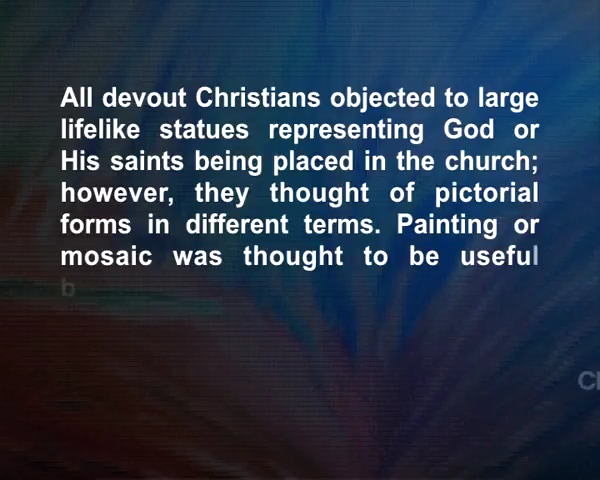 All devout Christians objected to large
lifelike statues representing God or
His saints being placed in the church;
however, they thought of pictorial
forms in different terms. Painting or
mosaic was thought to be useful
b